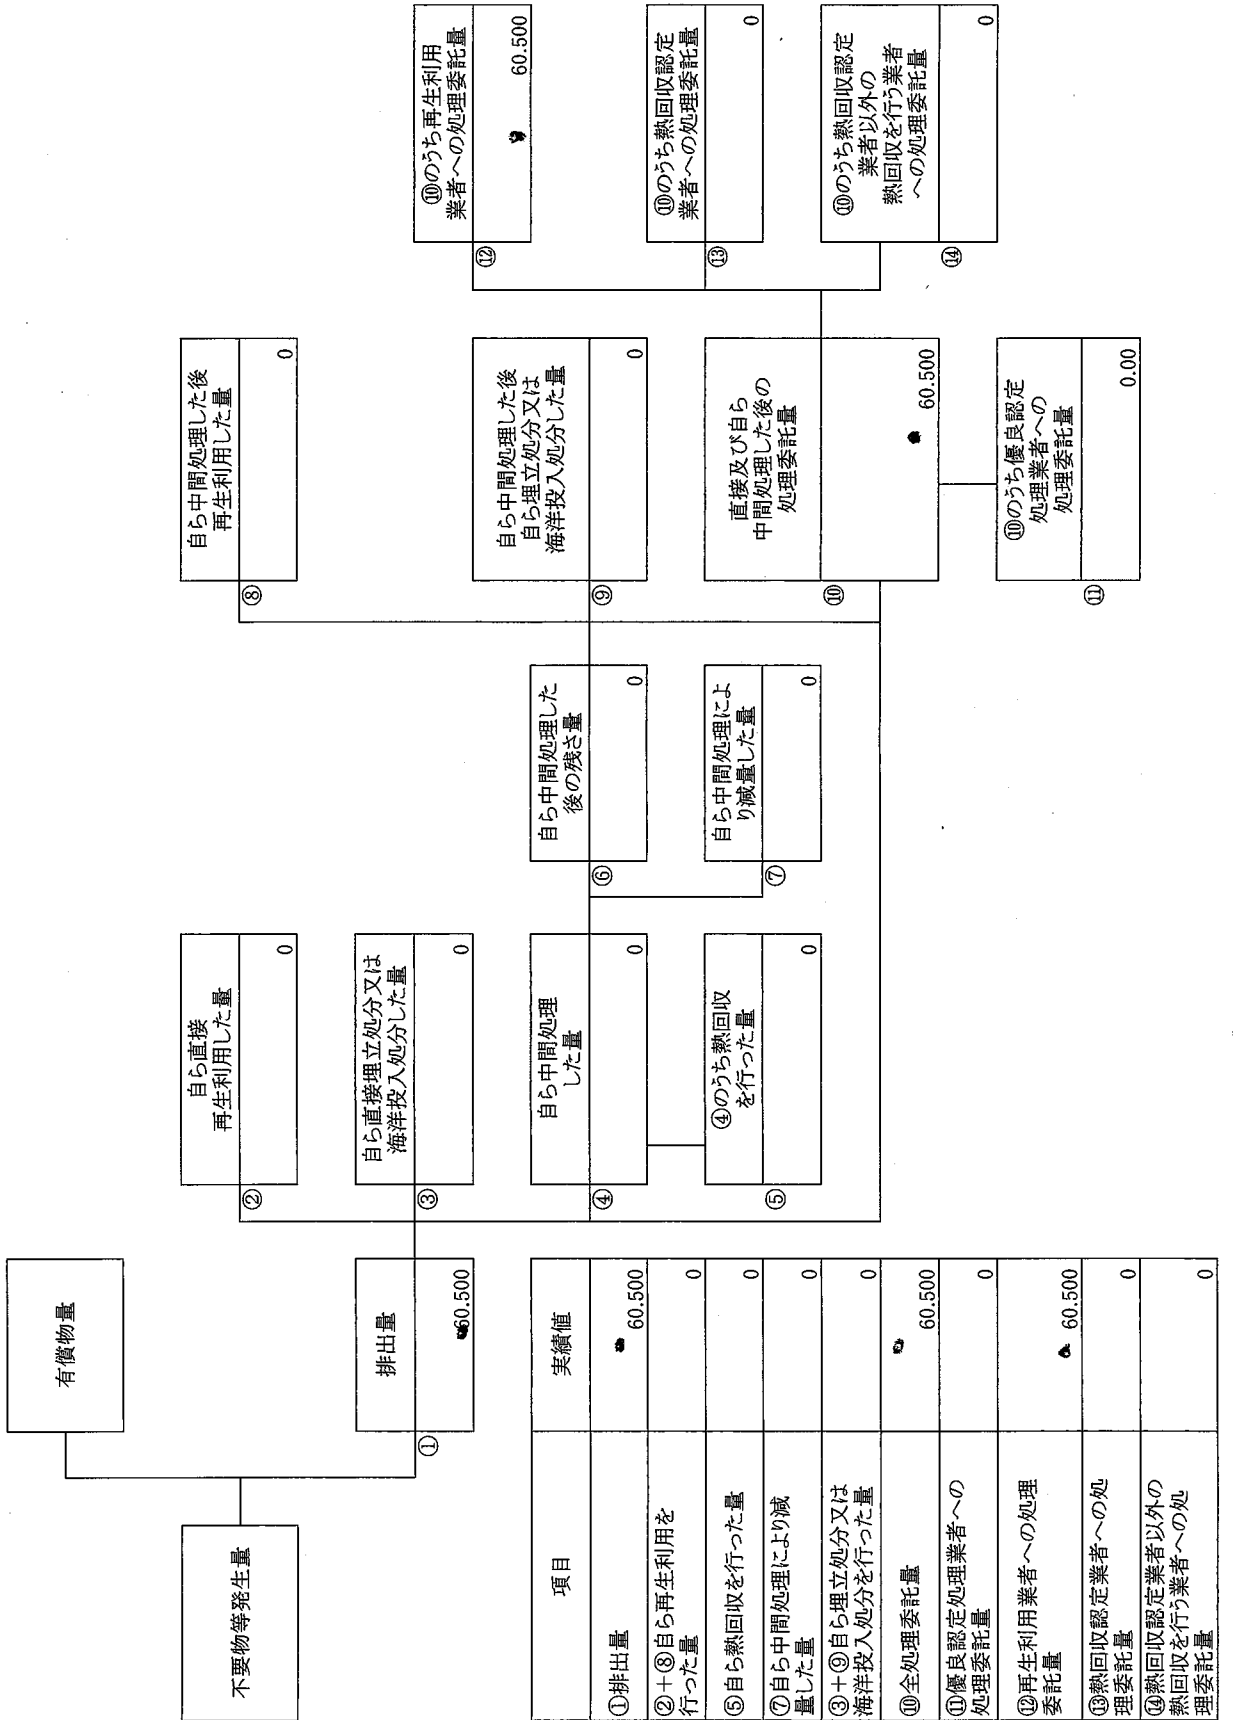 不要物等発生量
有償物量
①
排出量
60.500
②
自ら直接
再生利用した量
0
③
自ら直接埋立処分又は
海洋投入処分した量
0
④
自ら中間処理
した量
0
⑤
④のうち熱回収
を行った量
0
⑥
自ら中間処理した
後の残さ量
0
⑦
自ら中間処理によ
り減量した量
0
⑧
自ら中間処理した後
再生利用した量
0
⑨
自ら中間処理した後
自ら埋立処分又は
海洋投入処分した量
0
⑩
直接及び自ら
中間処理した後の
処理委託量
60.500
⑪
⑩のうち優良認定
処理業者への
処理委託量
0.00
⑫
⑩のうち再生利用
業者への処理委託量
60.500
⑬
⑩のうち熱回収認定
業者への処理委託量
0
⑭
⑩のうち熱回収認定
業者以外の
熱回収を行う業者
への処理委託量
0
項目 実績値
①排出量 60.500
②+⑧自ら再生利用を
行った量 0
⑤自ら熱回収を行った量 0
⑦自ら中間処理により減
量した量 0
③+⑨自ら埋立処分又は
海洋投入処分を行った量 0
⑩全処理委託量 60.500
⑪優良認定処理業者への
処理委託量 0
⑫再生利用業者への処理
委託量 60.500
⑬熱回収認定業者への処
理委託量 0
⑭熱回収認定業者以外の
熱回収を行う業者への処
理委託量 0